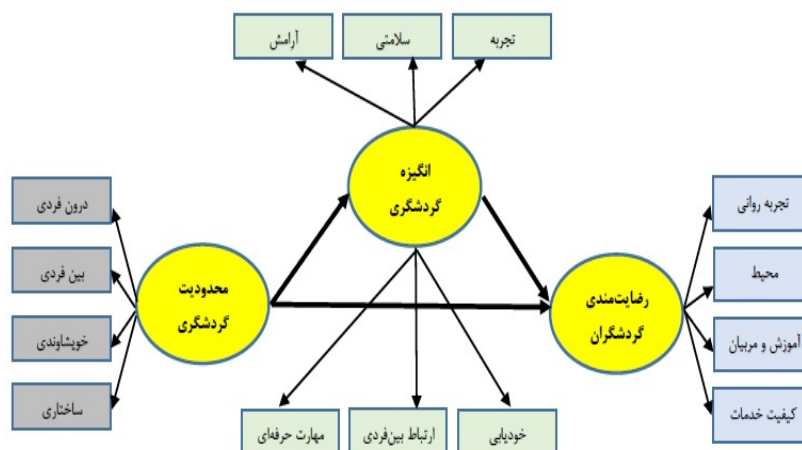 تجربه
سلامتی
آرامش
انگیزه
گردشگری
تجربه روانی
محیط
آموزش و مربیان
کیفیت خدمات
رضایت‌مندی
گردشگران
محدودیت
گردشگری
درون فردی
بین فردی
خویشاوندی
ساختاری
خودیابی
ارتباط بین‌فردی
مهارت حرفه‌ای